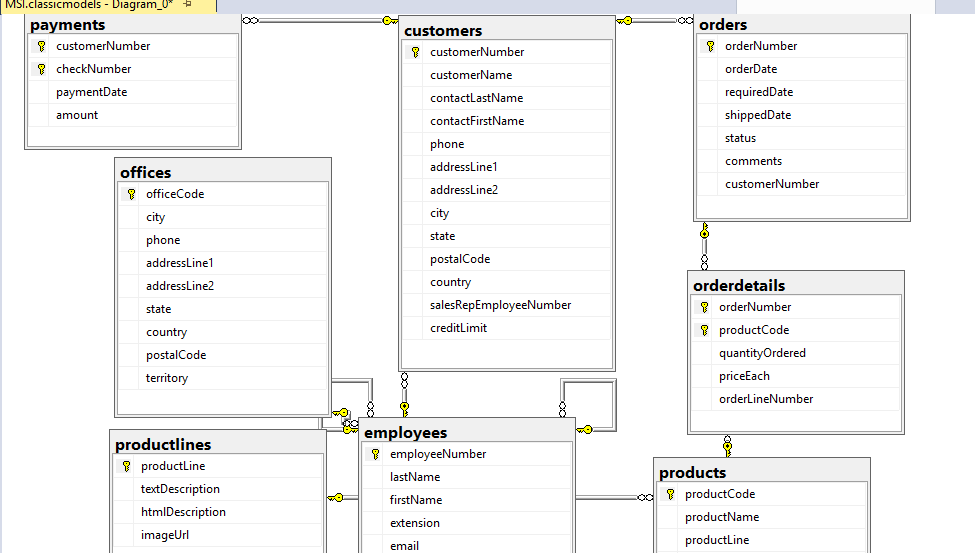 MSI.classicmodels - Diagram_0*
payments
customerNumber
checkNumber
paymentDate
amount
customers
customerNumber
customerName
contactLastName
contactFirstName
phone
addressLine1
addressLine2
city
state
postalCode
country
salesRepEmployeeNumber
creditLimit
orders
orderNumber
orderDate
requiredDate
shippedDate
status
comments
customerNumber
offices
officeCode
city
phone
addressLine1
addressLine2
state
country
postalCode
territory
orderdetails
orderNumber
productCode
quantityOrdered
priceEach
orderLineNumber
productlines
productLine
textDescription
htmlDescription
imageUrl
employees
employeeNumber
lastName
firstName
extension
email
products
productCode
productName
productLine